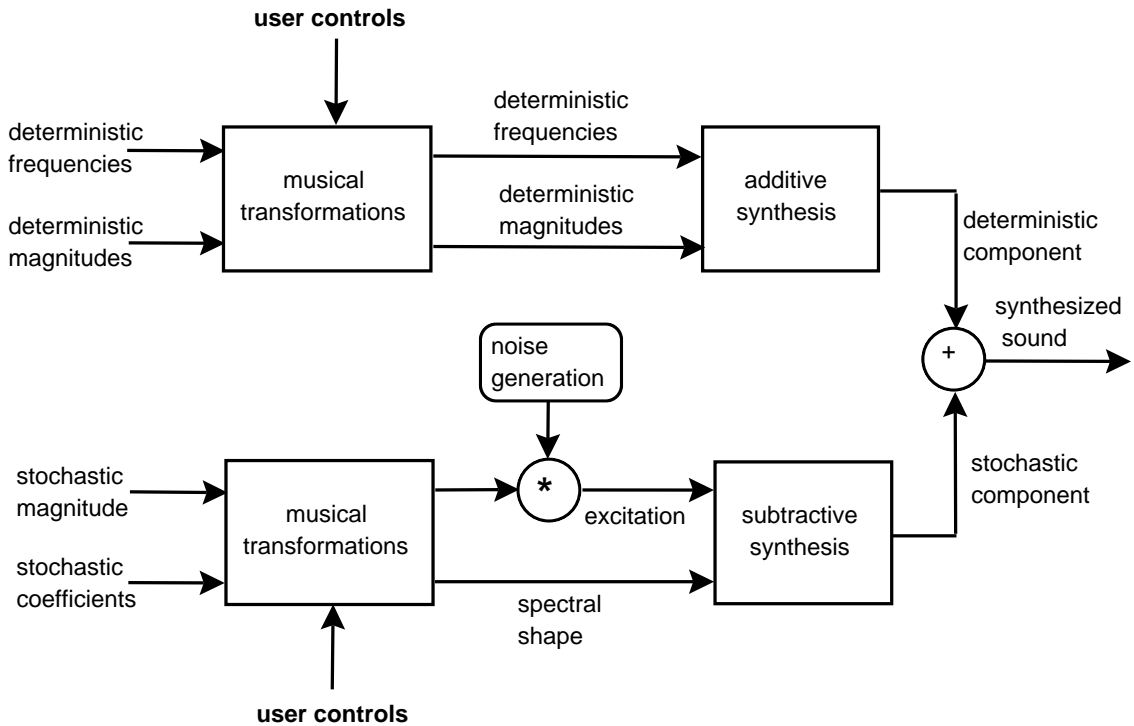 user controls
deterministic
frequencies
deterministic
magnitudes
musical
transformations
deterministic
frequencies
deterministic
magnitudes
additive
synthesis
deterministic
component
synthesized
sound
+
noise
generation
stochastic
magnitude
stochastic
coefficients
musical
transformations
*
excitation
spectral
shape
subtractive
synthesis
stochastic
component
user controls